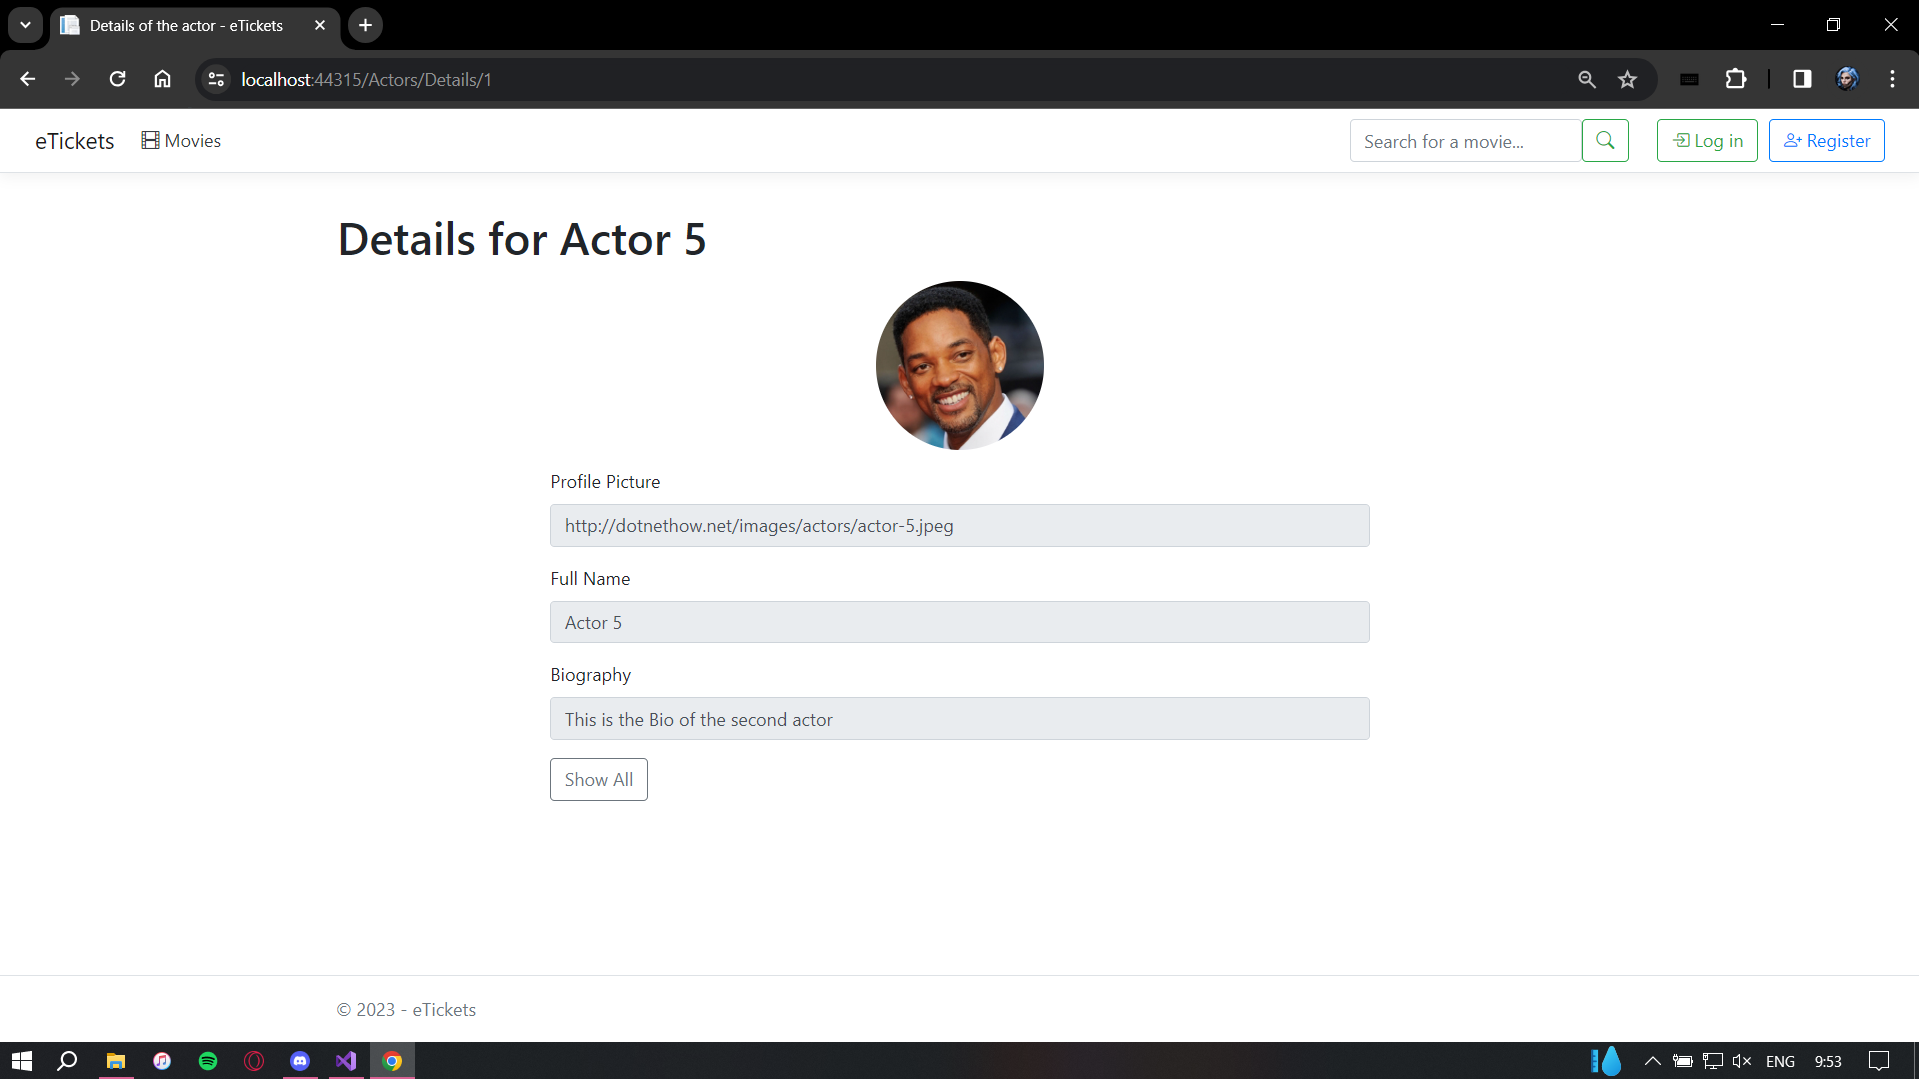 Details of the actor - eTickets
localhost:44315/Actors/Details/1
eTickets Movies Search for a movie... Log in Register
Details for Actor 5
Profile Picture
http://dotnethow.net/images/actors/actor-5.jpeg
Full Name
Actor 5
Biography
This is the Bio of the second actor
Show All
© 2023 - eTickets
ENG 9:53